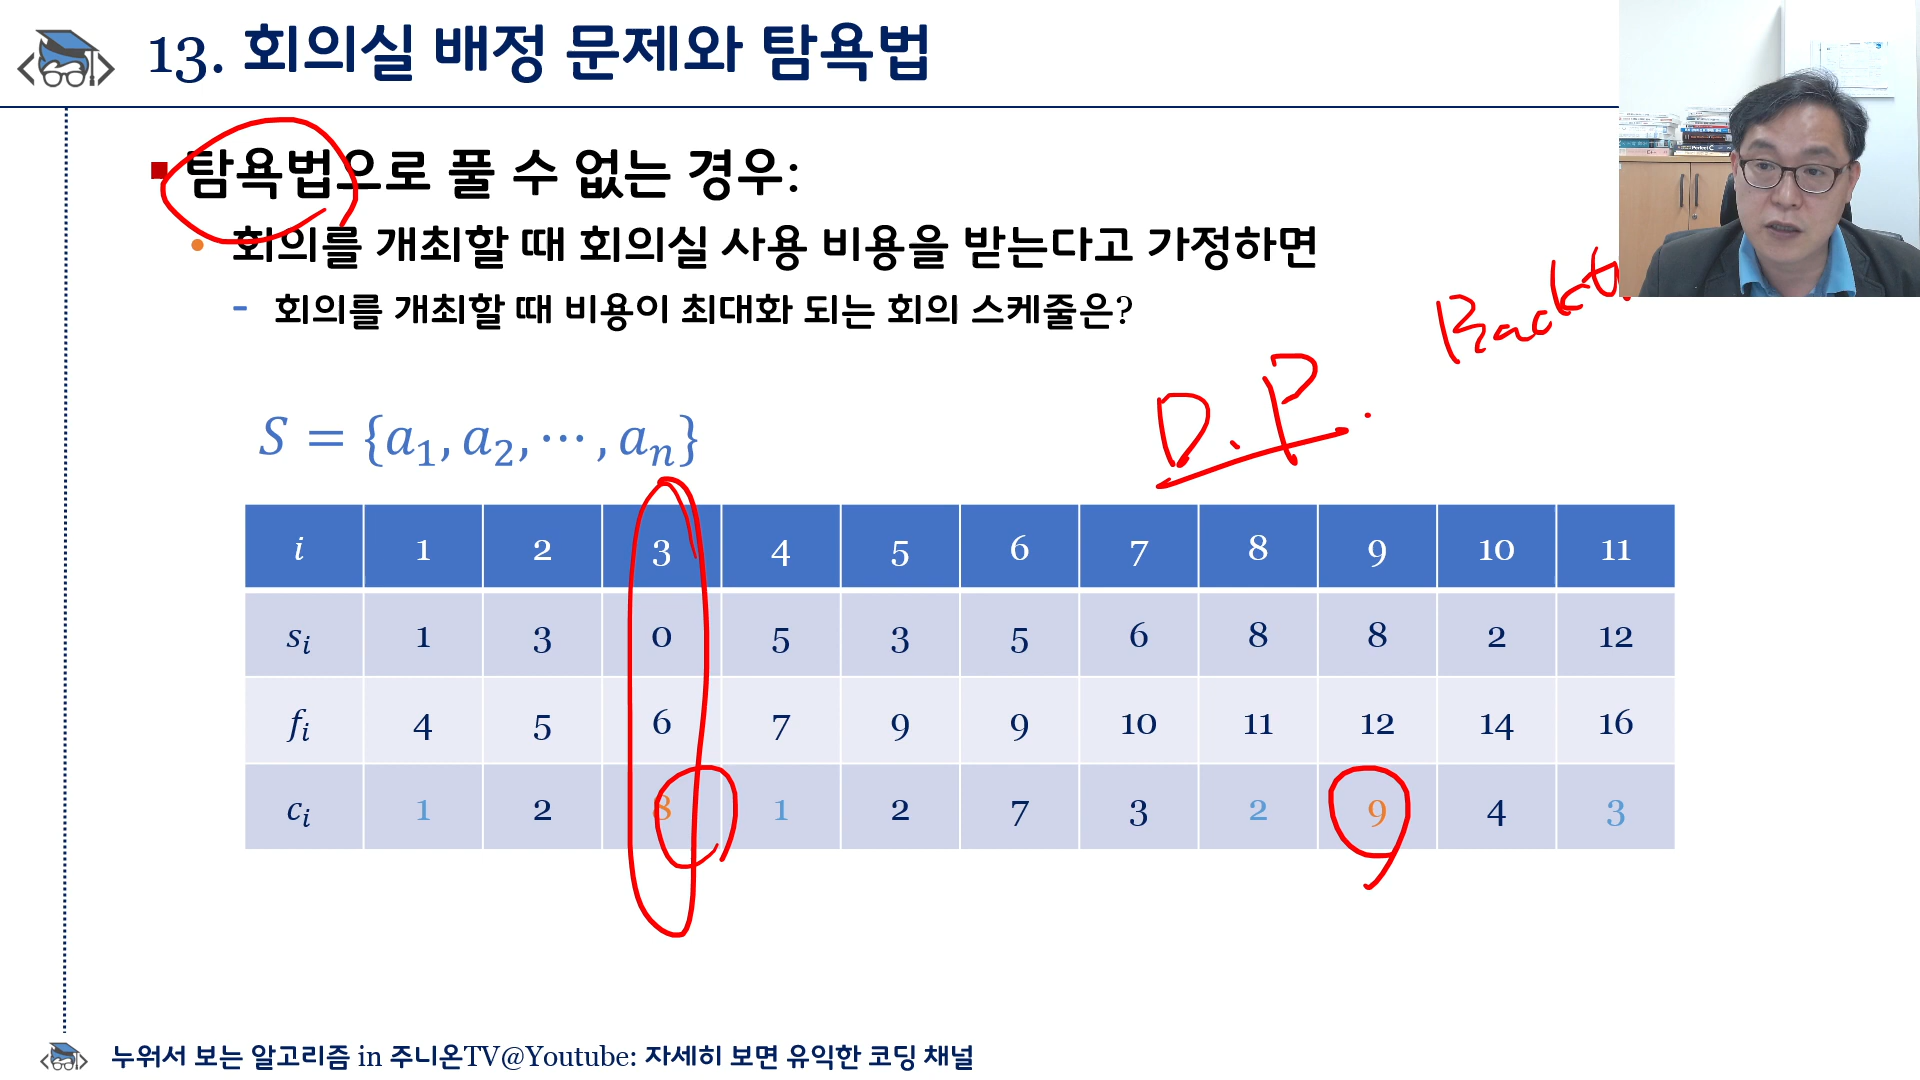 13. 회의실 배정 문제와 탐욕법
탐욕법으로 풀 수 없는 경우:
회의를 개최할 때 회의실 사용 비용을 받는다고 가정하면
- 회의를 개최할 때 비용이 최대화 되는 회의 스케줄은?
D.P.
S = {a₁, a₂, ⋯, aₙ}
i 1 2 3 4 5 6 7 8 9 10 11
sᵢ 1 3 0 5 3 5 6 8 8 2 12
fᵢ 4 5 6 7 9 9 10 11 12 14 16
cᵢ 1 2 8 1 2 7 3 2 9 4 3
누워서 보는 알고리즘 in 주니온TV@Youtube: 자세히 보면 유익한 코딩 채널